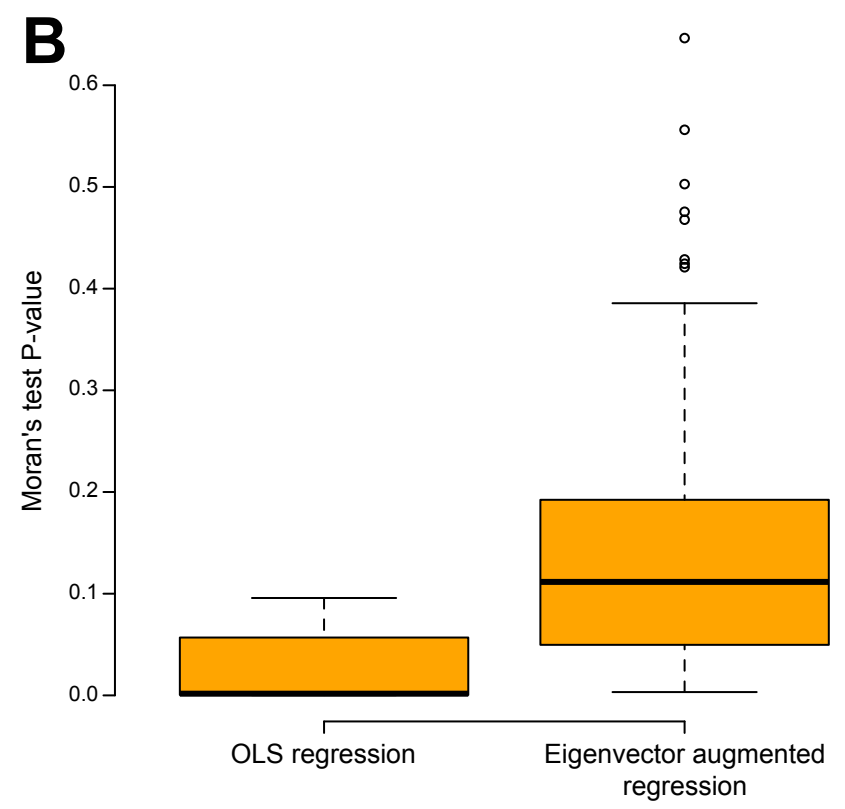 B
0.6
0.5
0.4
0.3
0.2
0.1
0.0
Moran's test P-value
OLS regression
Eigenvector augmented
regression